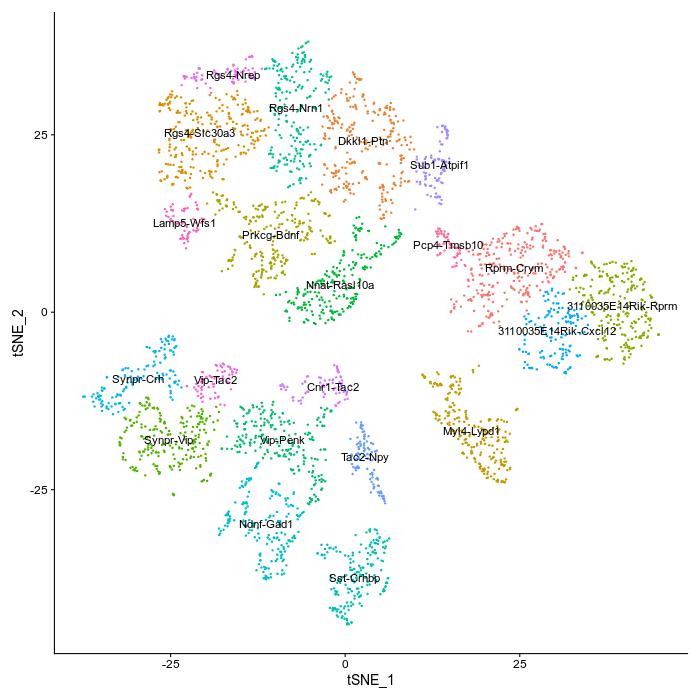 Rgs4-Nrep
Rgs4-Nrn1
Rgs4-Slc30a3
Dkkl1-Ptn
Sub1-Atpif1
Lamp5-Wfs1
Prkcg-Bdnf
Pcp4-Tmsb10
Rprm-Crym
Nnat-Rasl10a
3110035E14Rik-Rprm
3110035E14Rik-Cxcl12
Synpr-Crh
Vip-Tac2
Cnr1-Tac2
Synpr-Vip
Vip-Penk
Myl4-Lypd1
Tac2-Npy
Ndnf-Gad1
Sst-Crhbp
25
0
-25
tSNE_2
-25
0
25
tSNE_1